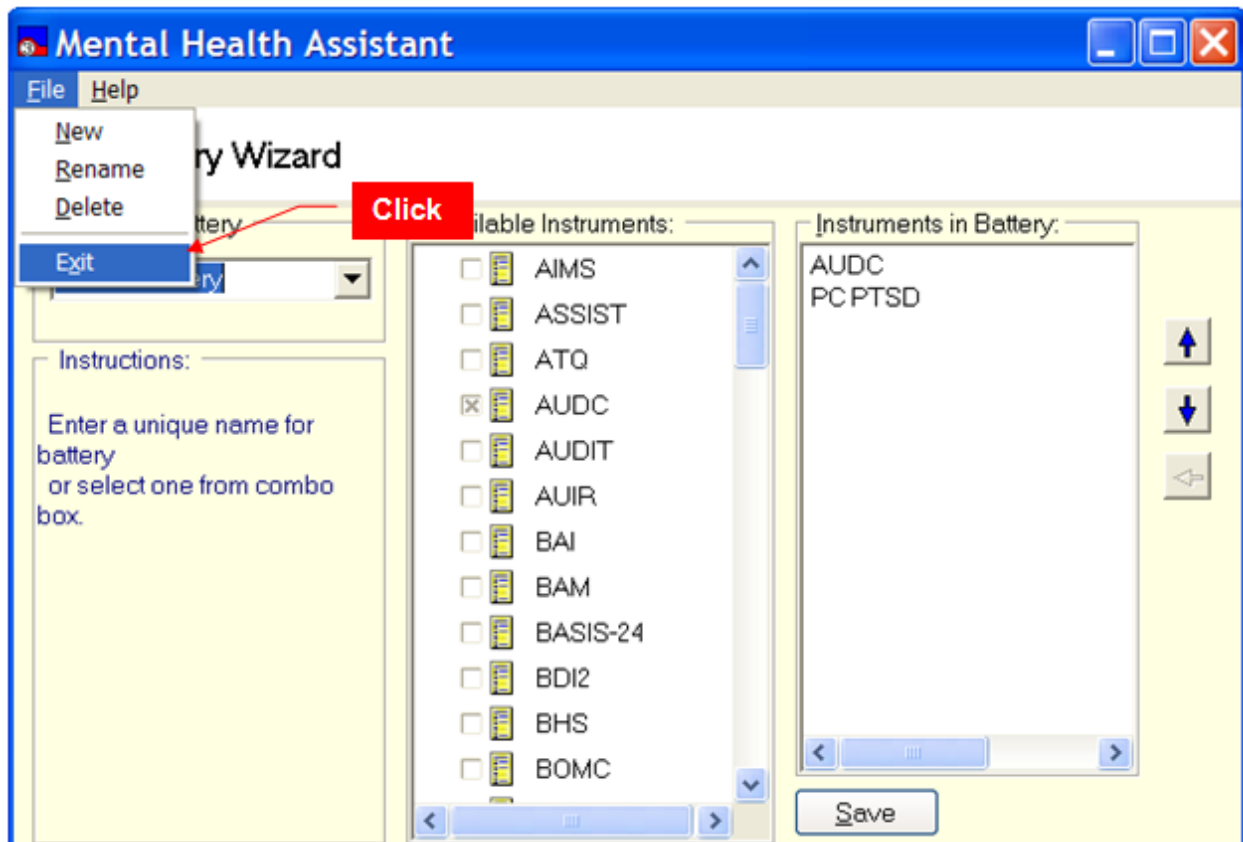 Mental Health Assistant
File Help
New
Rename
Delete
Exit
ry Wizard
Click
ttery
ery
Instructions:
Enter a unique name for
battery
or select one from combo
box.
ilable Instruments:
AIMS
ASSIST
ATQ
AUDC
AUDIT
AUIR
BAI
BAM
BASIS-24
BDI2
BHS
BOMC
Instruments in Battery:
AUDC
PC PTSD
Save